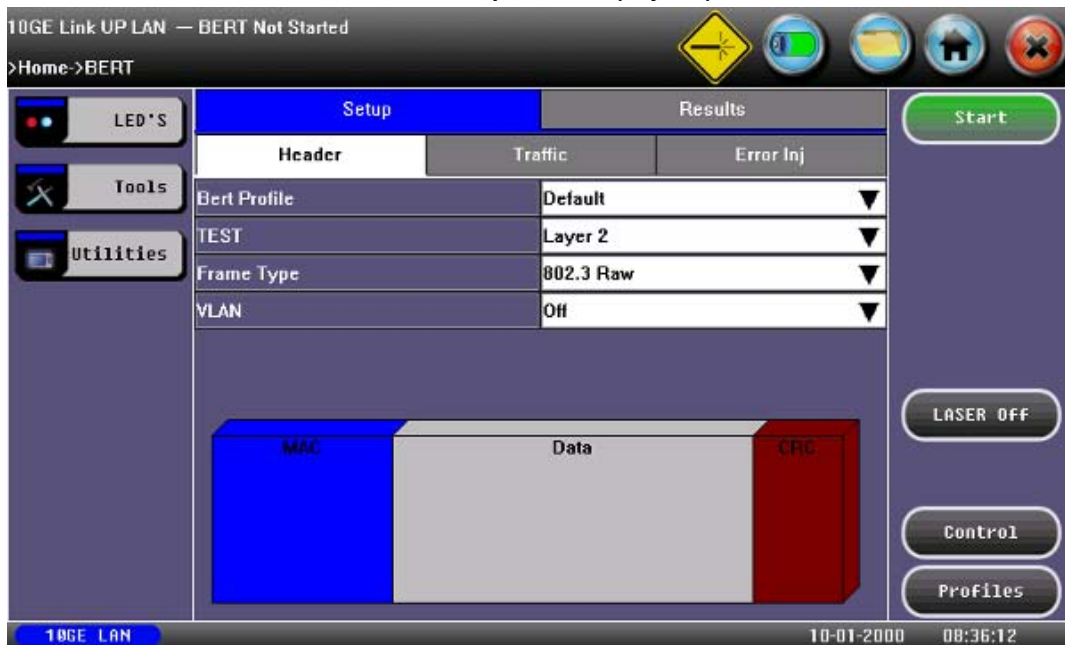 10GE Link UP LAN — BERT Not Started
>Home->BERT
LED'S
Tools
Utilities
Setup
Results
Header
Traffic
Error Inj
Bert Profile
Default
TEST
Layer 2
Frame Type
802.3 Raw
VLAN
Off
MAC
Data
CRC
Start
LASER Off
Control
Profiles
10GE LAN
10-01-2000 08:36:12